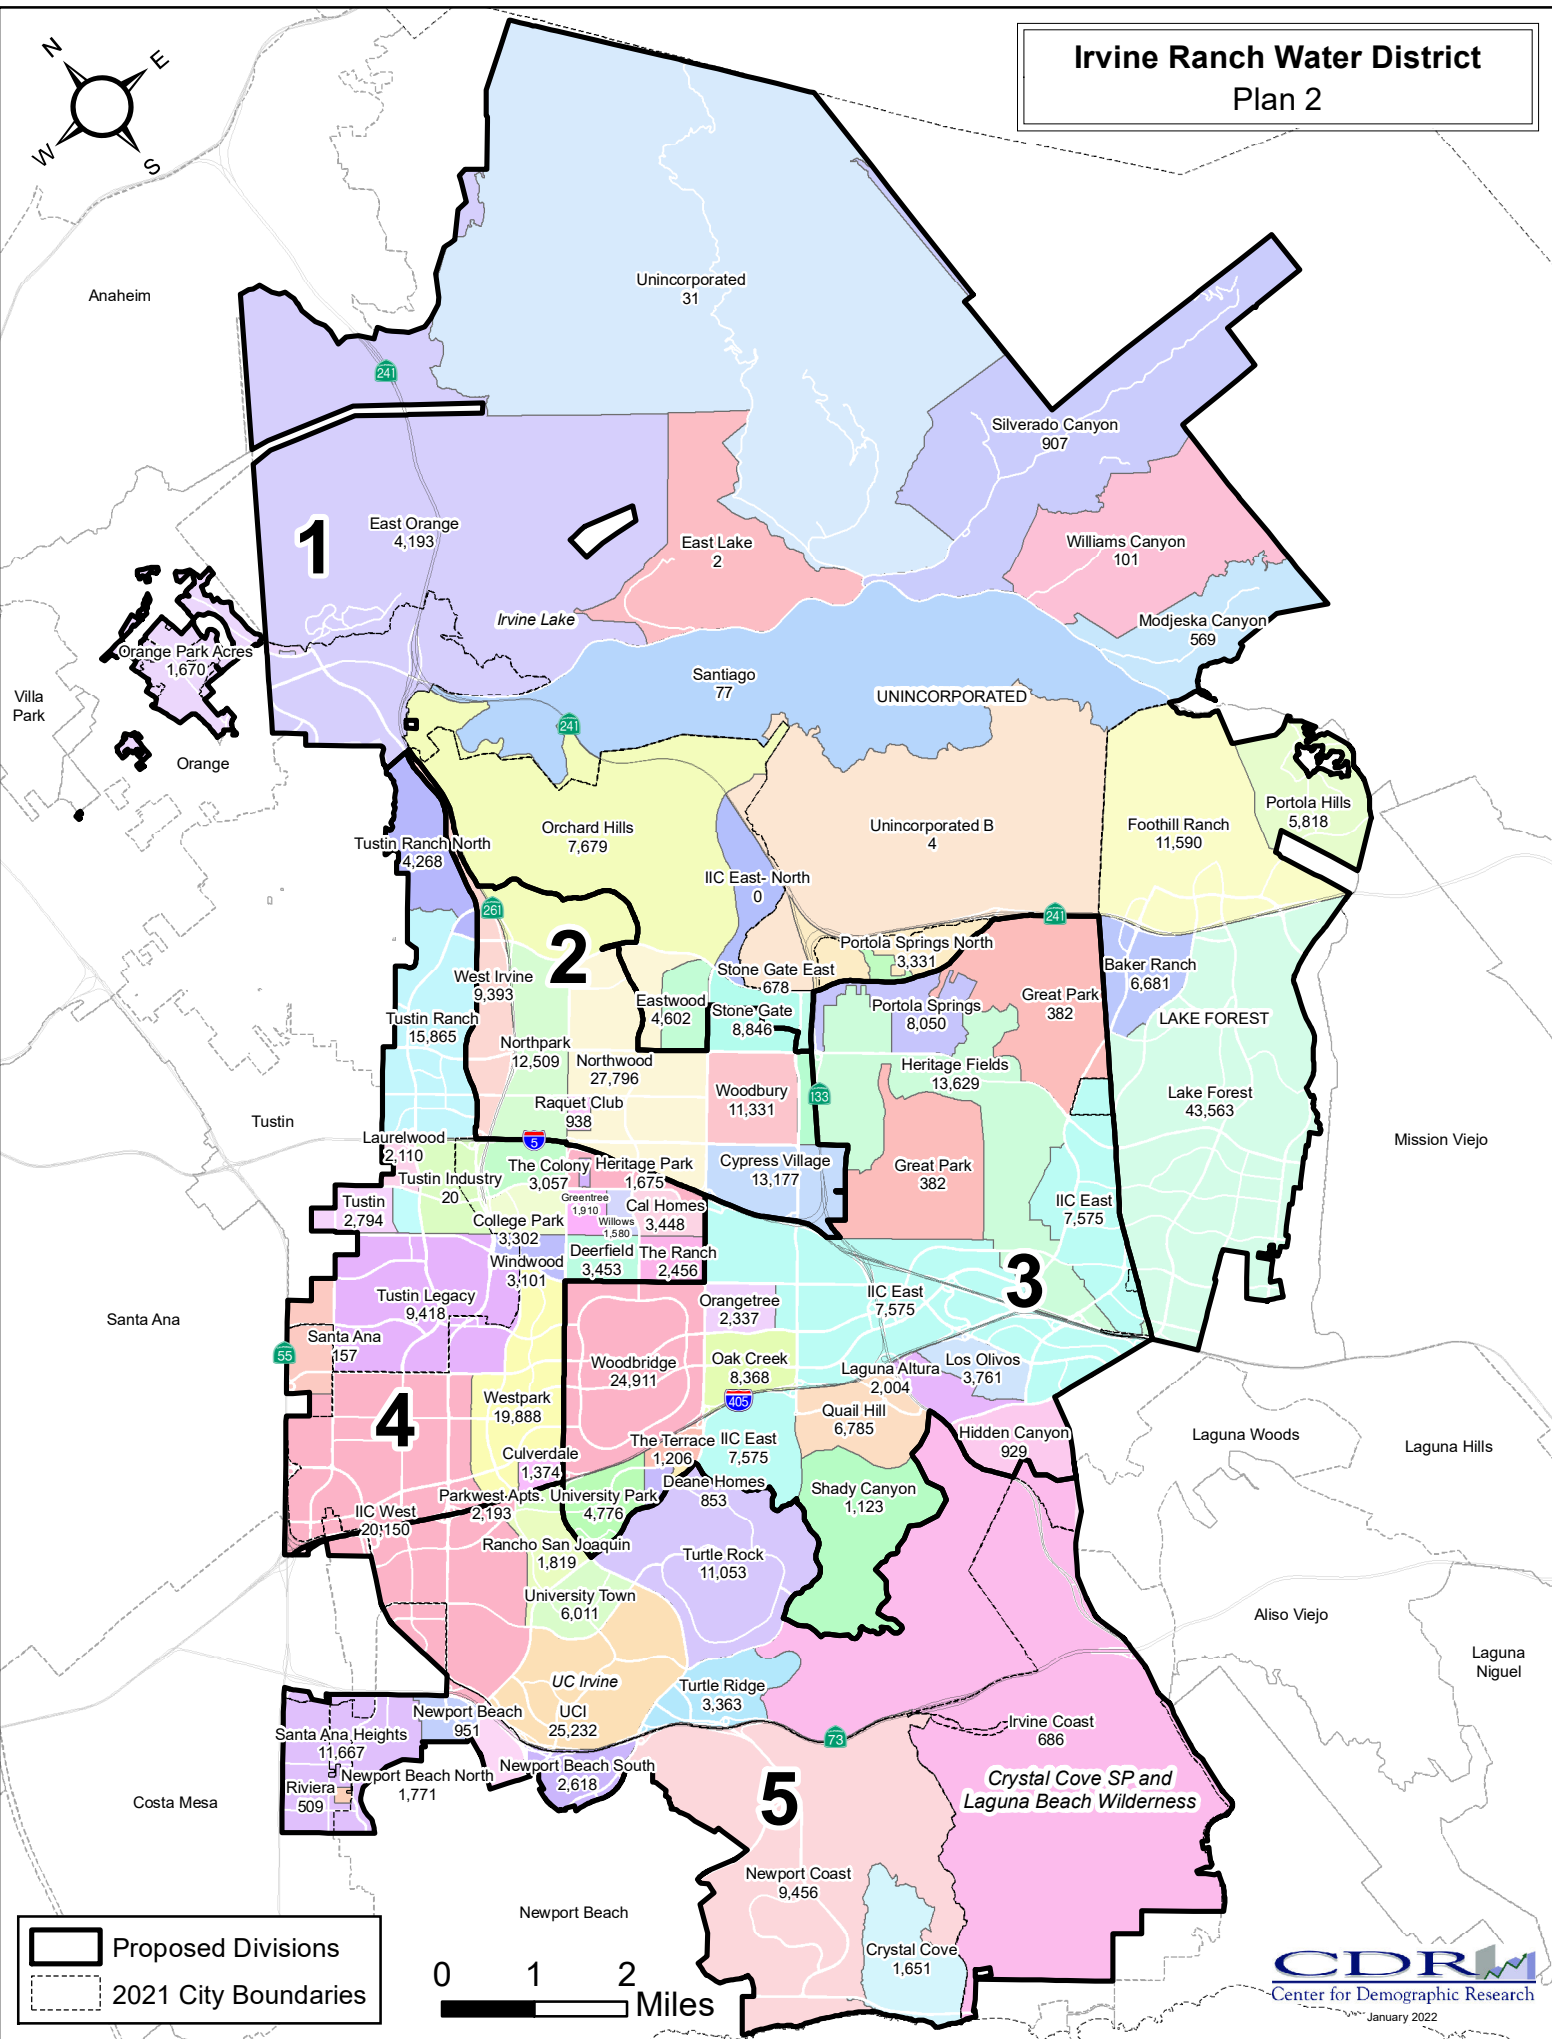 Irvine Ranch Water District
Plan 2
N
E
W
S
Anaheim
Unincorporated
31
241
Silverado Canyon
907
1
East Orange
4,193
East Lake
2
Williams Canyon
101
Irvine Lake
Modjeska Canyon
569
Orange Park Acres
1,670
Santiago
77
UNINCORPORATED
Villa
Park
241
Orange
Portola Hills
5,818
Orchard Hills
7,679
Unincorporated B
4
Foothill Ranch
11,590
Tustin Ranch North
4,268
IIC East- North
0
261
241
2
Portola Springs North
3,331
West Irvine
9,393
Stone Gate East
678
Baker Ranch
6,681
Eastwood
4,602
Stone Gate
8,846
Portola Springs
8,050
Great Park
382
LAKE FOREST
Tustin Ranch
15,865
Northpark
12,509
Northwood
27,796
Heritage Fields
13,629
Woodbury
11,331
133
Lake Forest
43,563
Raquet Club
938
Tustin
5
Laurelwood
2,110
Mission Viejo
The Colony
3,057
Heritage Park
1,675
Cypress Village
13,177
Great Park
382
Tustin Industry
20
Tustin
2,794
Greentree
1,910
Willows
1,580
Cal Homes
3,448
IIC East
7,575
College Park
3,302
Windwood
3,101
Deerfield
3,453
The Ranch
2,456
3
Tustin Legacy
9,418
Orangetree
2,337
IIC East
7,575
Santa Ana
Santa Ana
157
55
Woodbridge
24,911
Oak Creek
8,368
Laguna Altura
2,004
Los Olivos
3,761
405
4
Westpark
19,888
Quail Hill
6,785
Hidden Canyon
929
Laguna Woods
Laguna Hills
Culverdale
1,374
The Terrace
1,206
IIC East
7,575
Deane Homes
853
Shady Canyon
1,123
Parkwest Apts.
2,193
University Park
4,776
IIC West
20,150
Rancho San Joaquin
1,819
Turtle Rock
11,053
University Town
6,011
Aliso Viejo
Laguna
Niguel
UC Irvine
UCI
25,232
Turtle Ridge
3,363
Newport Beach
951
Santa Ana Heights
11,667
73
Irvine Coast
686
Newport Beach South
2,618
Newport Beach North
1,771
Riviera
509
Costa Mesa
5
Crystal Cove SP and
Laguna Beach Wilderness
Newport Coast
9,456
Newport Beach
Crystal Cove
1,651
Proposed Divisions
2021 City Boundaries
0 1 2
Miles
CDR
Center for Demographic Research
January 2022